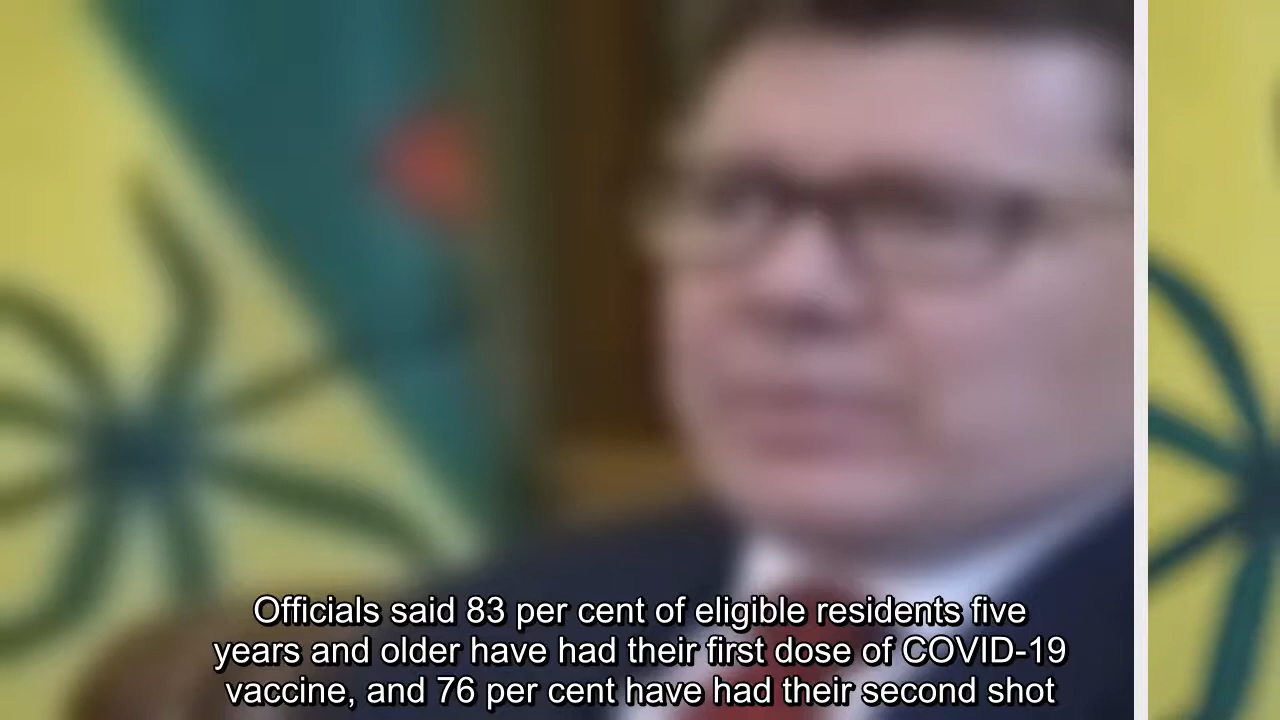 Officials said 83 per cent of eligible residents five
years and older have had their first dose of COVID-19
vaccine, and 76 per cent have had their second shot